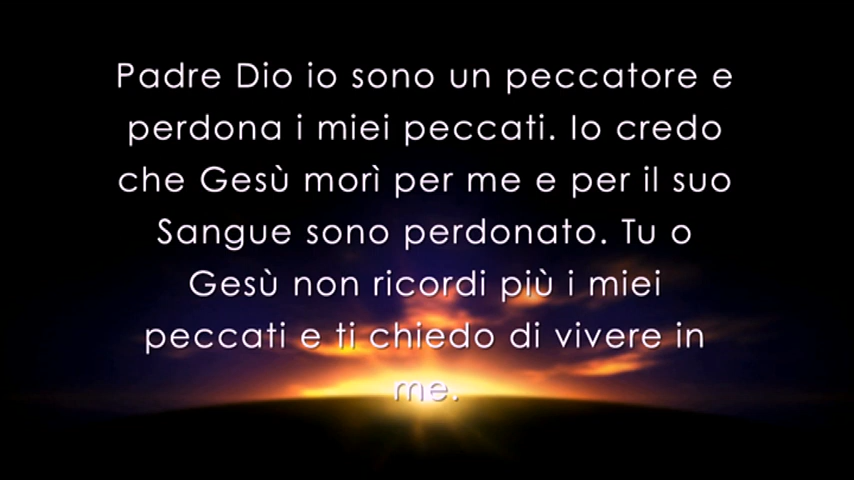 Padre Dio io sono un peccatore e
perdona i miei peccati. Io credo
che Gesù morì per me e per il suo
Sangue sono perdonato. Tu o
Gesù non ricordi più i miei
peccati e ti chiedo di vivere in
me.